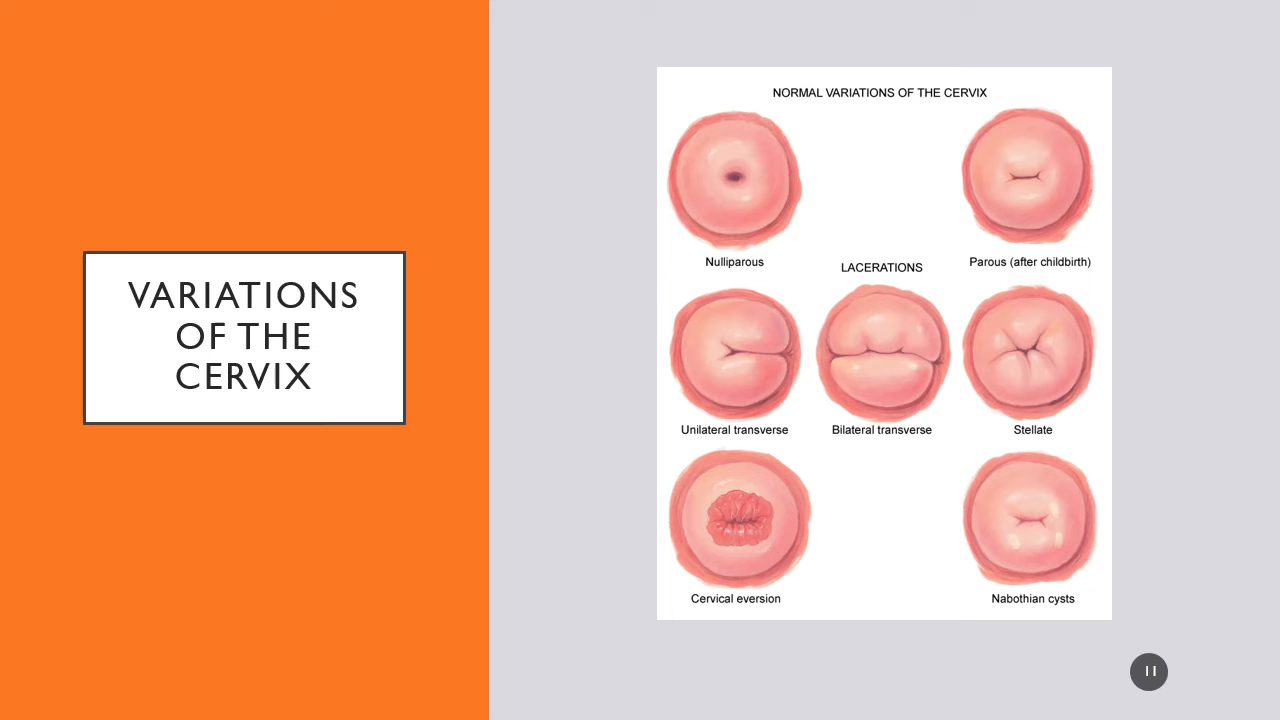 VARIATIONS
OF THE
CERVIX
NORMAL VARIATIONS OF THE CERVIX
Nulliparous
Parous (after childbirth)
LACERATIONS
Unilateral transverse
Bilateral transverse
Stellate
Cervical eversion
Nabothian cysts
11